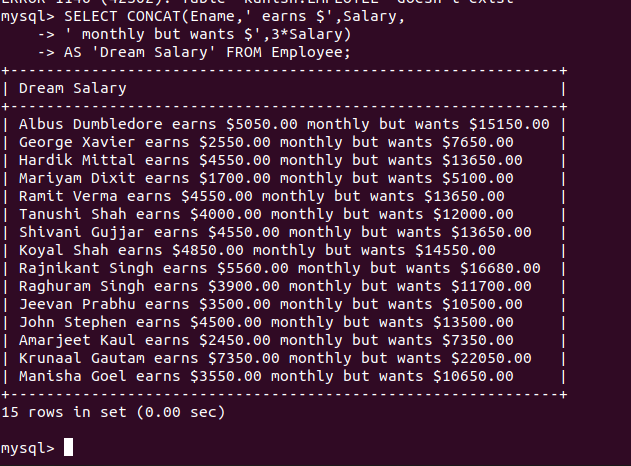 mysql> SELECT CONCAT(Ename,' earns $',Salary,
    -> ' monthly but wants $',3*Salary)
    -> AS 'Dream Salary' FROM Employee;
+-------------------------------------------------------------+
| Dream Salary                                                |
+-------------------------------------------------------------+
| Albus Dumbledore earns $5050.00 monthly but wants $15150.00 |
| George Xavier earns $2550.00 monthly but wants $7650.00     |
| Hardik Mittal earns $4550.00 monthly but wants $13650.00    |
| Mariyam Dixit earns $1700.00 monthly but wants $5100.00     |
| Ramit Verma earns $4550.00 monthly but wants $13650.00      |
| Tanushi Shah earns $4000.00 monthly but wants $12000.00     |
| Shivani Gujjar earns $4550.00 monthly but wants $13650.00   |
| Koyal Shah earns $4850.00 monthly but wants $14550.00       |
| Rajnikant Singh earns $5560.00 monthly but wants $16680.00  |
| Raghuram Singh earns $3900.00 monthly but wants $11700.00   |
| Jeevan Prabhu earns $3500.00 monthly but wants $10500.00    |
| John Stephen earns $4500.00 monthly but wants $13500.00     |
| Amarjeet Kaul earns $2450.00 monthly but wants $7350.00     |
| Krunaal Gautam earns $7350.00 monthly but wants $22050.00   |
| Manisha Goel earns $3550.00 monthly but wants $10650.00     |
+-------------------------------------------------------------+
15 rows in set (0.00 sec)
mysql>